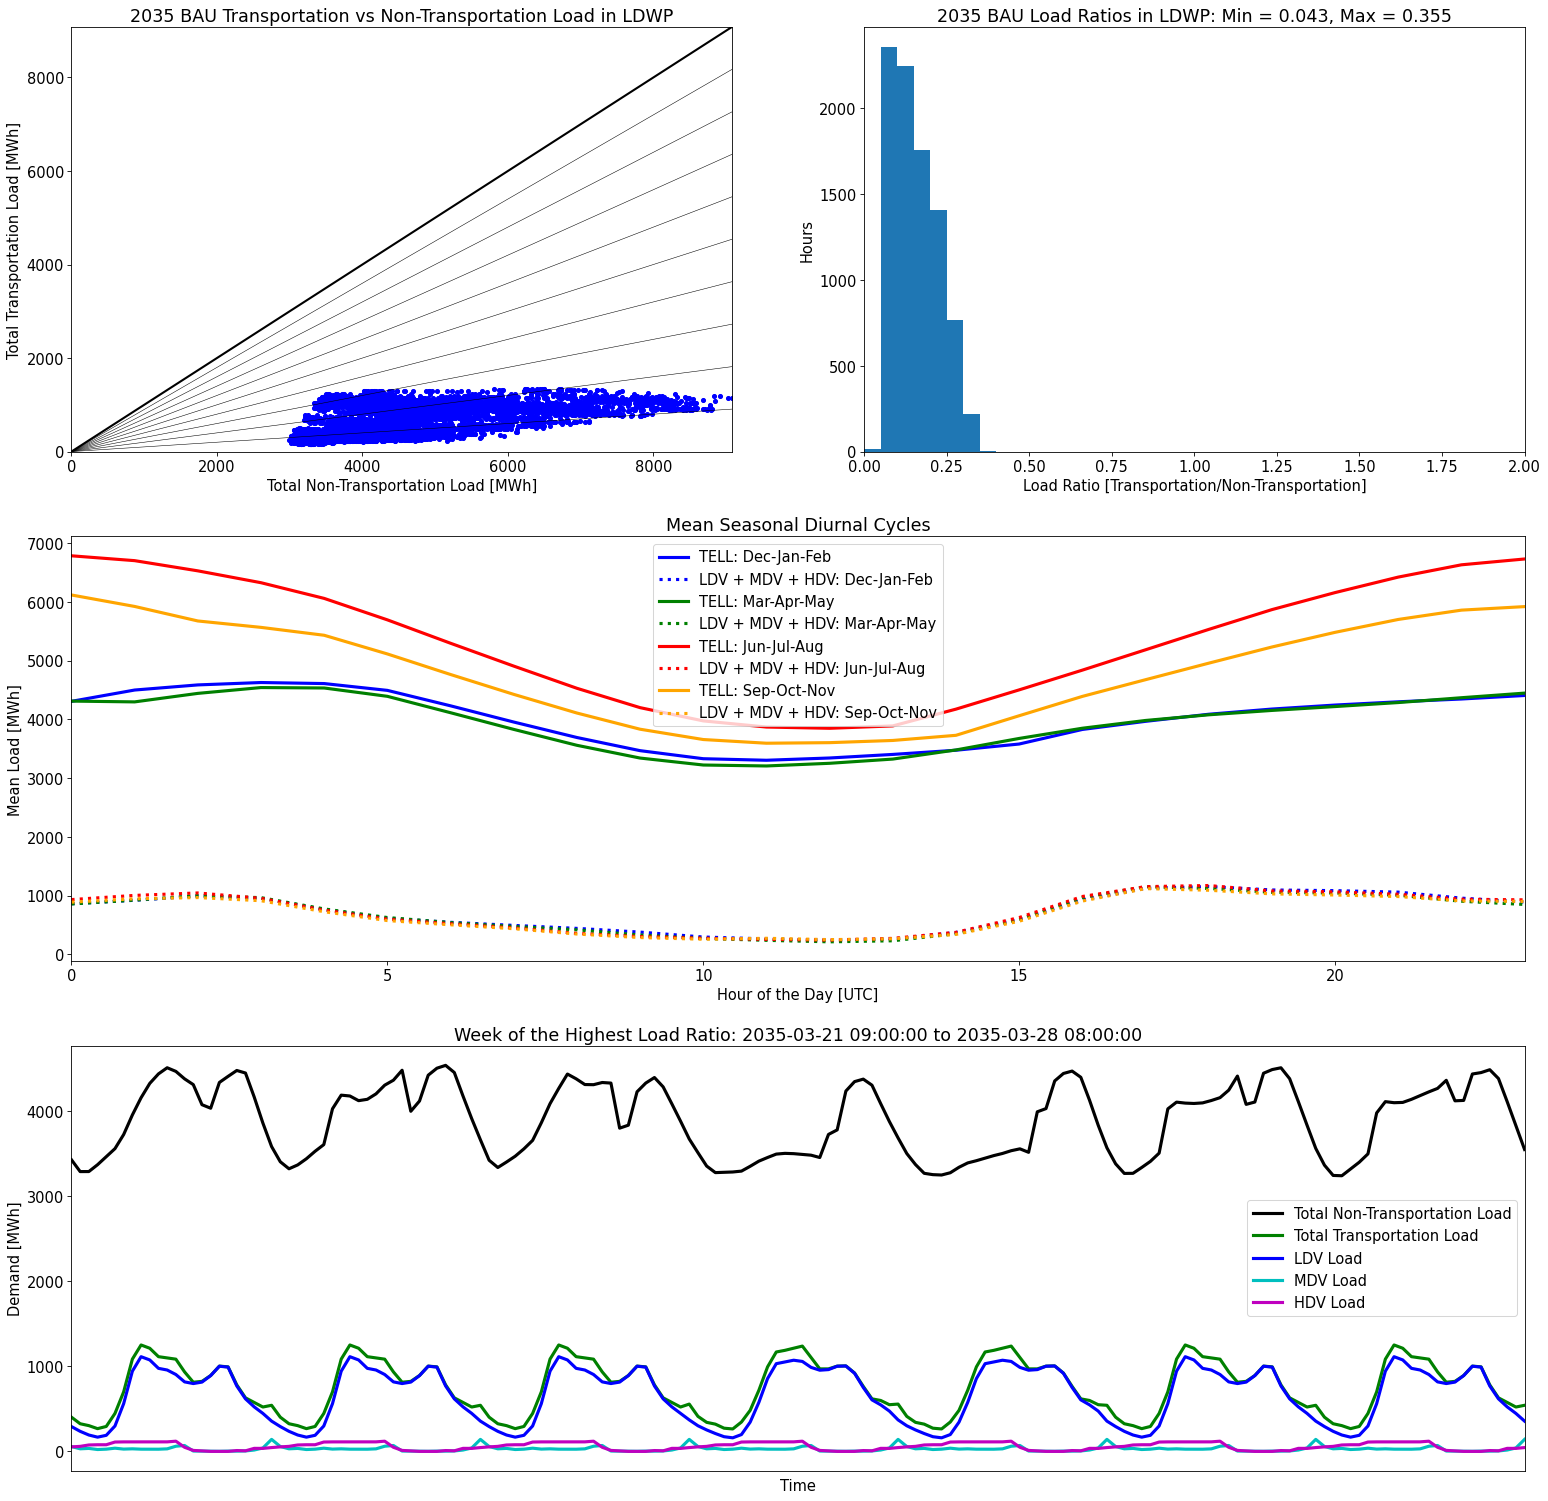 2035 BAU Transportation vs Non-Transportation Load in LDWP
Total Transportation Load [MWh]
8000
6000
4000
2000
0
0 2000 4000 6000 8000
Total Non-Transportation Load [MWh]
2035 BAU Load Ratios in LDWP: Min = 0.043, Max = 0.355
Hours
2000
1500
1000
500
0
0.00 0.25 0.50 0.75 1.00 1.25 1.50 1.75 2.00
Load Ratio [Transportation/Non-Transportation]
Mean Seasonal Diurnal Cycles
Mean Load [MWh]
7000
6000
5000
4000
3000
2000
1000
0
TELL: Dec-Jan-Feb
LDV + MDV + HDV: Dec-Jan-Feb
TELL: Mar-Apr-May
LDV + MDV + HDV: Mar-Apr-May
TELL: Jun-Jul-Aug
LDV + MDV + HDV: Jun-Jul-Aug
TELL: Sep-Oct-Nov
LDV + MDV + HDV: Sep-Oct-Nov
0 5 10 15 20
Hour of the Day [UTC]
Week of the Highest Load Ratio: 2035-03-21 09:00:00 to 2035-03-28 08:00:00
Demand [MWh]
4000
3000
2000
1000
0
Total Non-Transportation Load
Total Transportation Load
LDV Load
MDV Load
HDV Load
Time